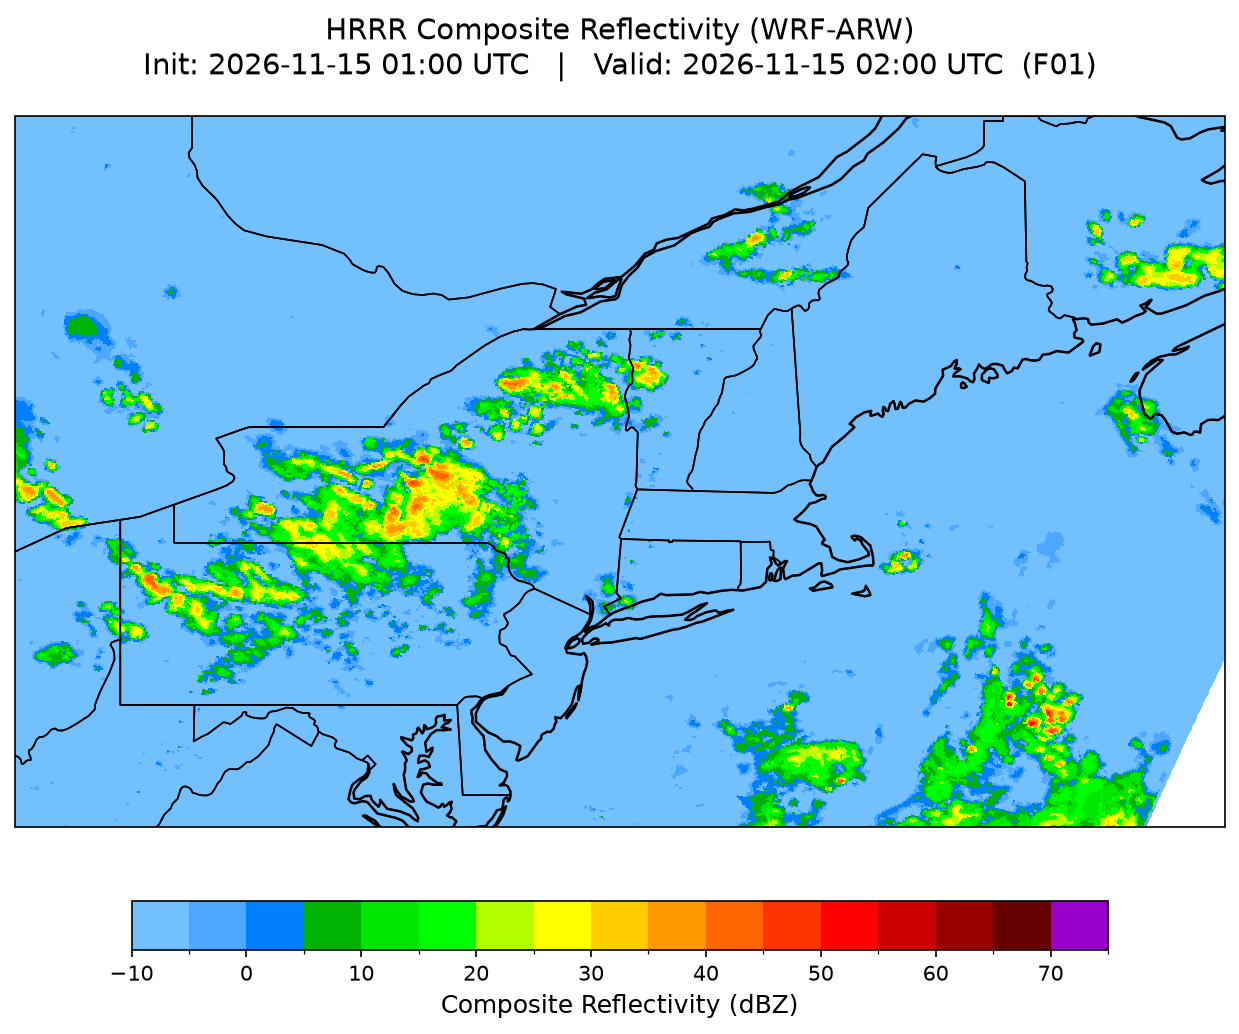 HRRR Composite Reflectivity (WRF-ARW)
Init: 2026-11-15 01:00 UTC   |   Valid: 2026-11-15 02:00 UTC  (F01)
−10 0 10 20 30 40 50 60 70
Composite Reflectivity (dBZ)